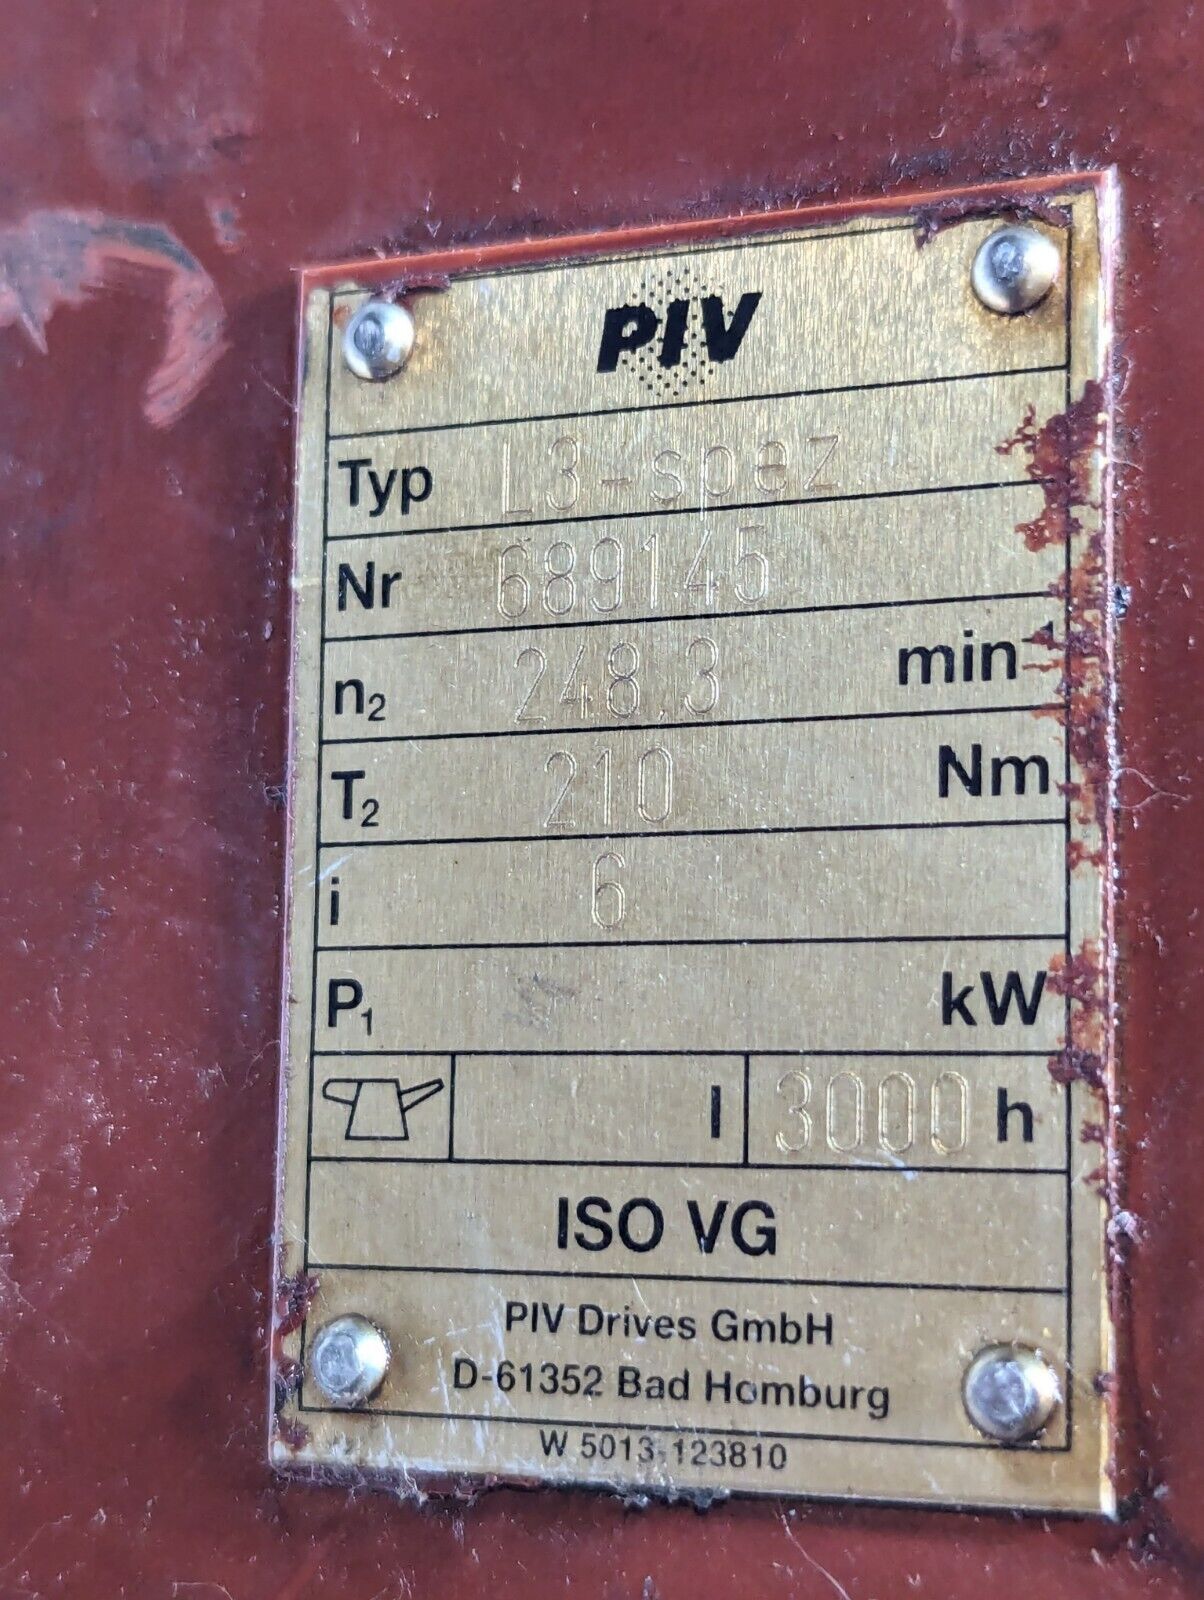 PIV
Typ L3-spez.
Nr 689145
n₂ 248,3 min⁻
T₂ 210 Nm
i 6
P₁ kW
l 3000 h
ISO VG
PIV Drives GmbH
D-61352 Bad Homburg
W 5013-123810